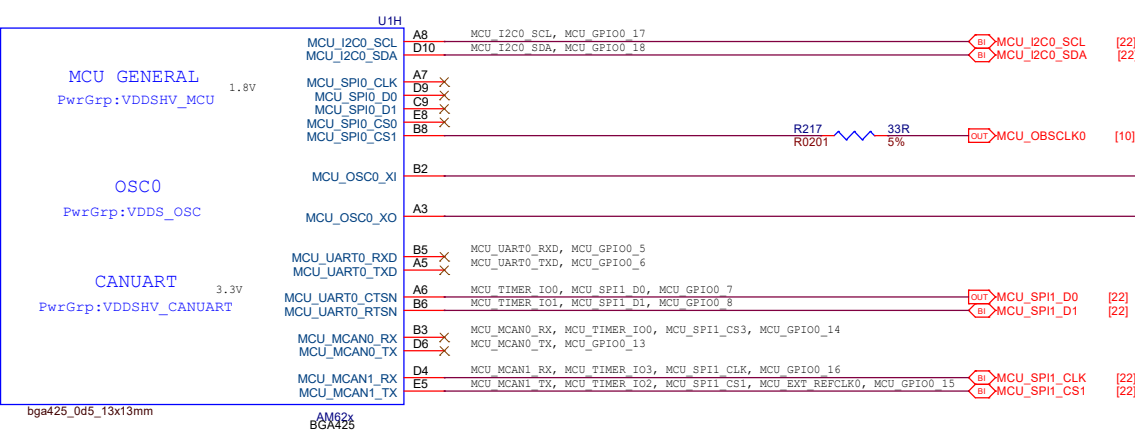 U1H
MCU_I2C0_SCL A8 MCU_I2C0_SCL, MCU_GPIO0_17 BI MCU_I2C0_SCL [22]
MCU_I2C0_SDA D10 MCU_I2C0_SDA, MCU_GPIO0_18 BI MCU_I2C0_SDA [22
MCU GENERAL 1.8V
PwrGrp:VDDSHV_MCU
MCU_SPI0_CLK A7
MCU_SPI0_D0 D9
MCU_SPI0_D1 C9
MCU_SPI0_CS0 E8
MCU_SPI0_CS1 B8 R217 33R OUT MCU_OBSCLK0 [10]
R0201 5%
MCU_OSC0_XI B2
OSC0
PwrGrp:VDDS_OSC
MCU_OSC0_XO A3
MCU_UART0_RXD B5 MCU_UART0_RXD, MCU_GPIO0_5
MCU_UART0_TXD A5 MCU_UART0_TXD, MCU_GPIO0_6
CANUART 3.3V
PwrGrp:VDDSHV_CANUART
MCU_UART0_CTSN A6 MCU_TIMER_IO0, MCU_SPI1_D0, MCU_GPIO0_7 OUT MCU_SPI1_D0 [22]
MCU_UART0_RTSN B6 MCU_TIMER_IO1, MCU_SPI1_D1, MCU_GPIO0_8 BI MCU_SPI1_D1 [22]
MCU_MCAN0_RX B3 MCU_MCAN0_RX, MCU_TIMER_IO0, MCU_SPI1_CS3, MCU_GPIO0_14
MCU_MCAN0_TX D6 MCU_MCAN0_TX, MCU_GPIO0_13
MCU_MCAN1_RX D4 MCU_MCAN1_RX, MCU_TIMER_IO3, MCU_SPI1_CLK, MCU_GPIO0_16 BI MCU_SPI1_CLK [22]
MCU_MCAN1_TX E5 MCU_MCAN1_TX, MCU_TIMER_IO2, MCU_SPI1_CS1, MCU_EXT_REFCLK0, MCU_GPIO0_15 BI MCU_SPI1_CS1 [22]
bga425_0d5_13x13mm
AM62x
BGA425